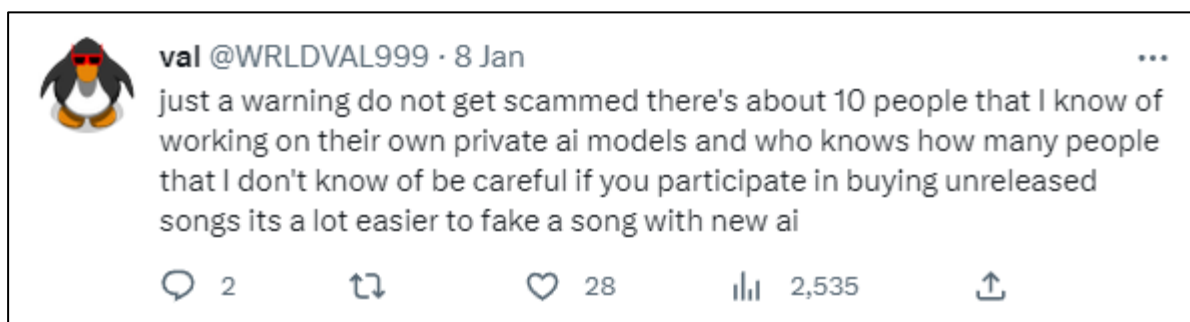 val @WRLDVAL999 · 8 Jan
just a warning do not get scammed there's about 10 people that I know of
working on their own private ai models and who knows how many people
that I don't know of be careful if you participate in buying unreleased
songs its a lot easier to fake a song with new ai
2 28 2,535